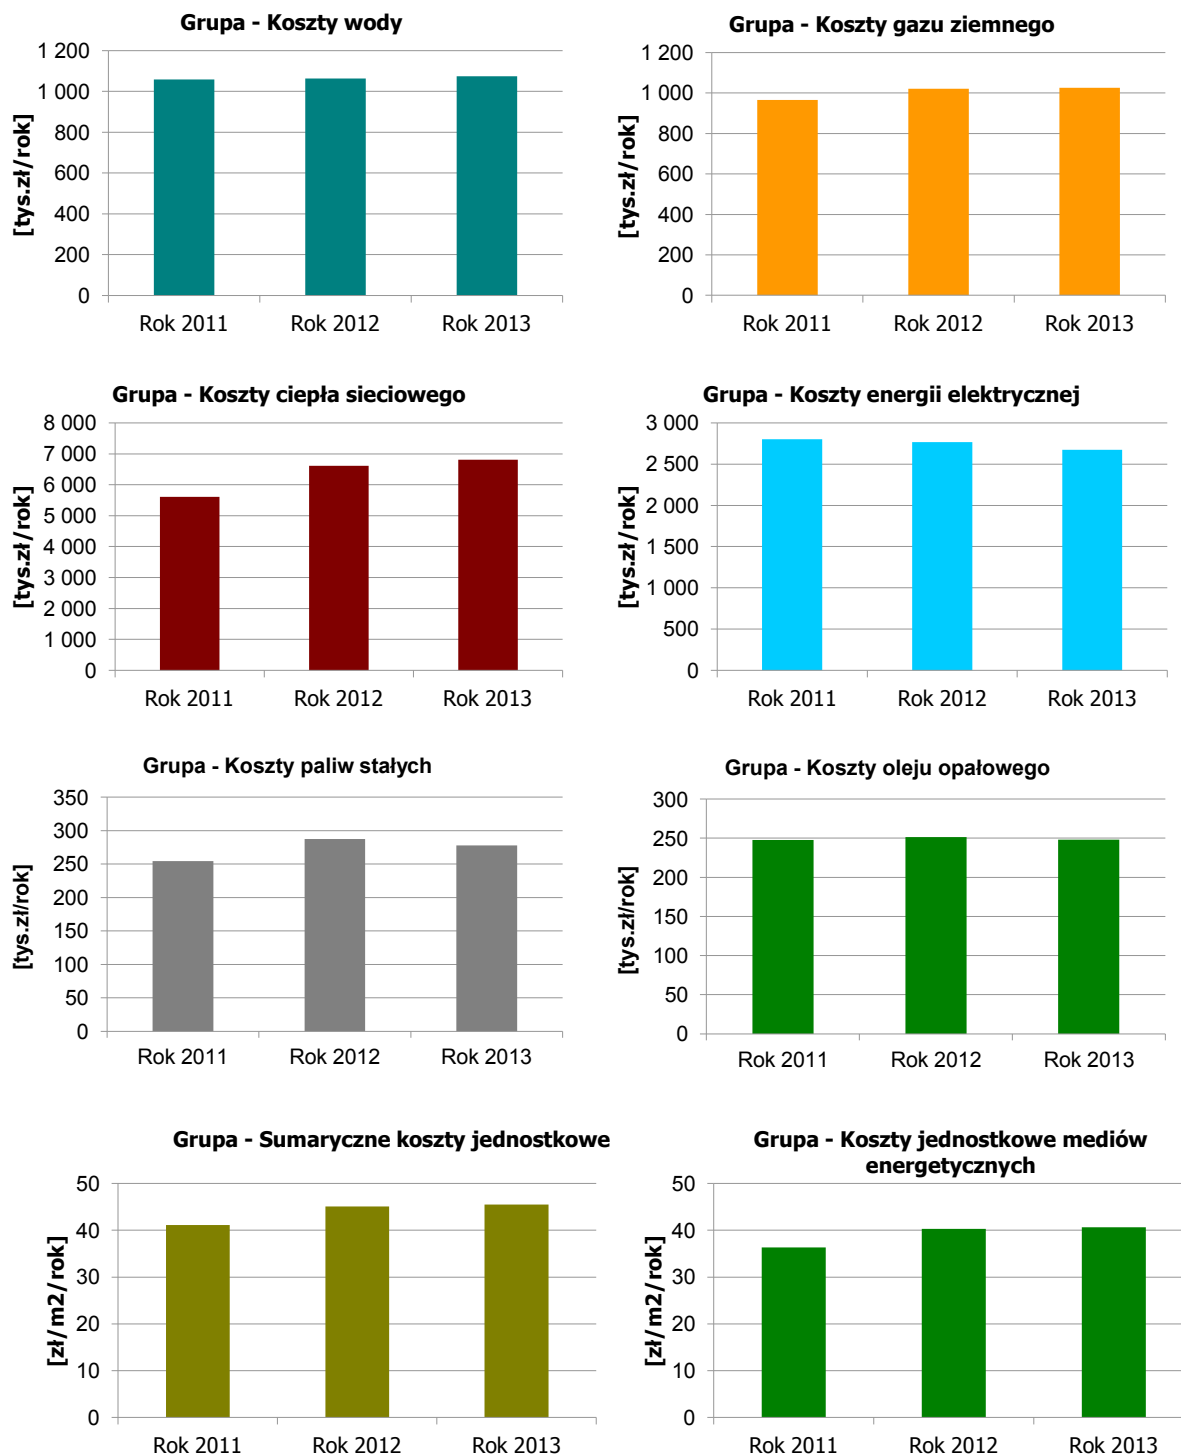 Grupa - Koszty wody
[tys.zł/rok]
1 200
1 000
800
600
400
200
0
Rok 2011 Rok 2012 Rok 2013
Grupa - Koszty gazu ziemnego
[tys.zł/rok]
1 200
1 000
800
600
400
200
0
Rok 2011 Rok 2012 Rok 2013
Grupa - Koszty ciepła sieciowego
[tys.zł/rok]
8 000
7 000
6 000
5 000
4 000
3 000
2 000
1 000
0
Rok 2011 Rok 2012 Rok 2013
Grupa - Koszty energii elektrycznej
[tys.zł/rok]
3 000
2 500
2 000
1 500
1 000
500
0
Rok 2011 Rok 2012 Rok 2013
Grupa - Koszty paliw stałych
[tys.zł/rok]
350
300
250
200
150
100
50
0
Rok 2011 Rok 2012 Rok 2013
Grupa - Koszty oleju opałowego
[tys.zł/rok]
300
250
200
150
100
50
0
Rok 2011 Rok 2012 Rok 2013
Grupa - Sumaryczne koszty jednostkowe
[zł/m2/rok]
50
40
30
20
10
0
Rok 2011 Rok 2012 Rok 2013
Grupa - Koszty jednostkowe mediów
energetycznych
[zł/m2/rok]
50
40
30
20
10
0
Rok 2011 Rok 2012 Rok 2013